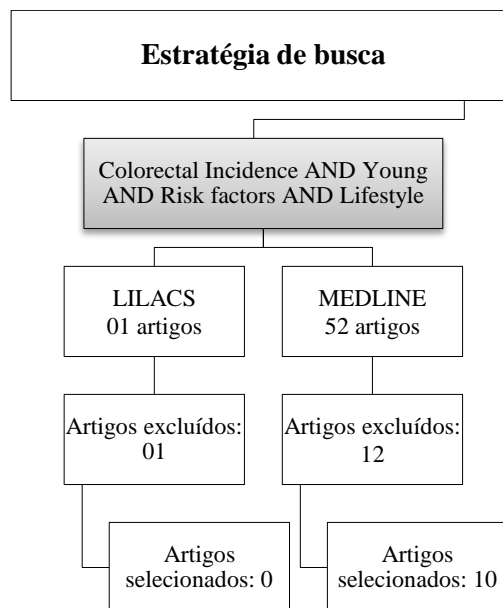 Estratégia de busca
Colorectal Incidence AND Young
AND Risk factors AND Lifestyle
LILACS
01 artigos
MEDLINE
52 artigos
Artigos excluídos:
01
Artigos excluídos:
12
Artigos
selecionados: 0
Artigos
selecionados: 10